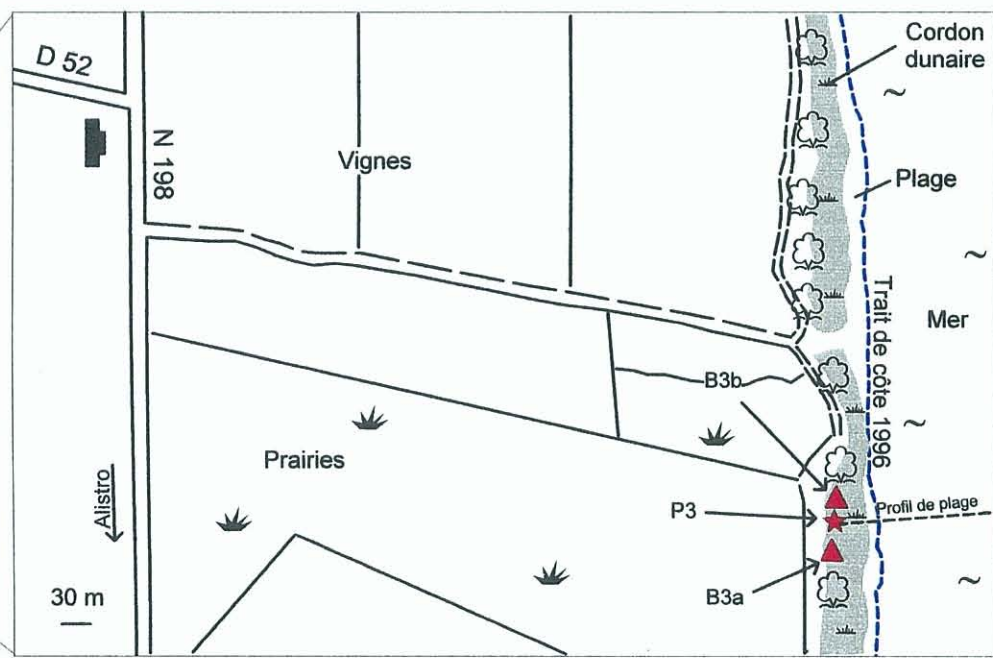 D 52
N 198
Vignes
Cordon
dunaire
Plage
Mer
Trait de côte 1996
B3b
Prairies
Alistro
P3
Profil de plage
B3a
30 m